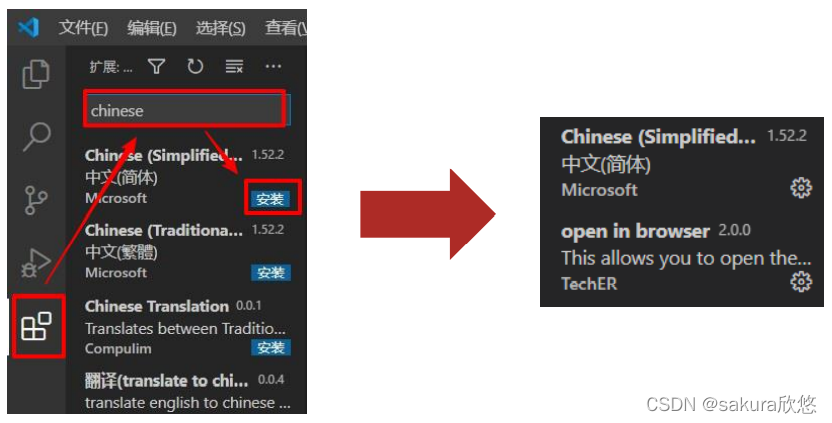 文件(F) 编辑(E) 选择(S) 查看(V
扩展: ...
chinese
Chinese (Simplified... 1.52.2
中文(简体)
Microsoft 安装
Chinese (Traditiona... 1.52.2
中文(繁體)
Microsoft 安装
Chinese Translation 0.0.1
Translates between Traditio...
Compulim 安装
翻译(translate to chi... 0.0.4
translate english to chinese ...
Chinese (Simplified... 1.52.2
中文(简体)
Microsoft
open in browser 2.0.0
This allows you to open the...
TechER
CSDN @sakura欣悠